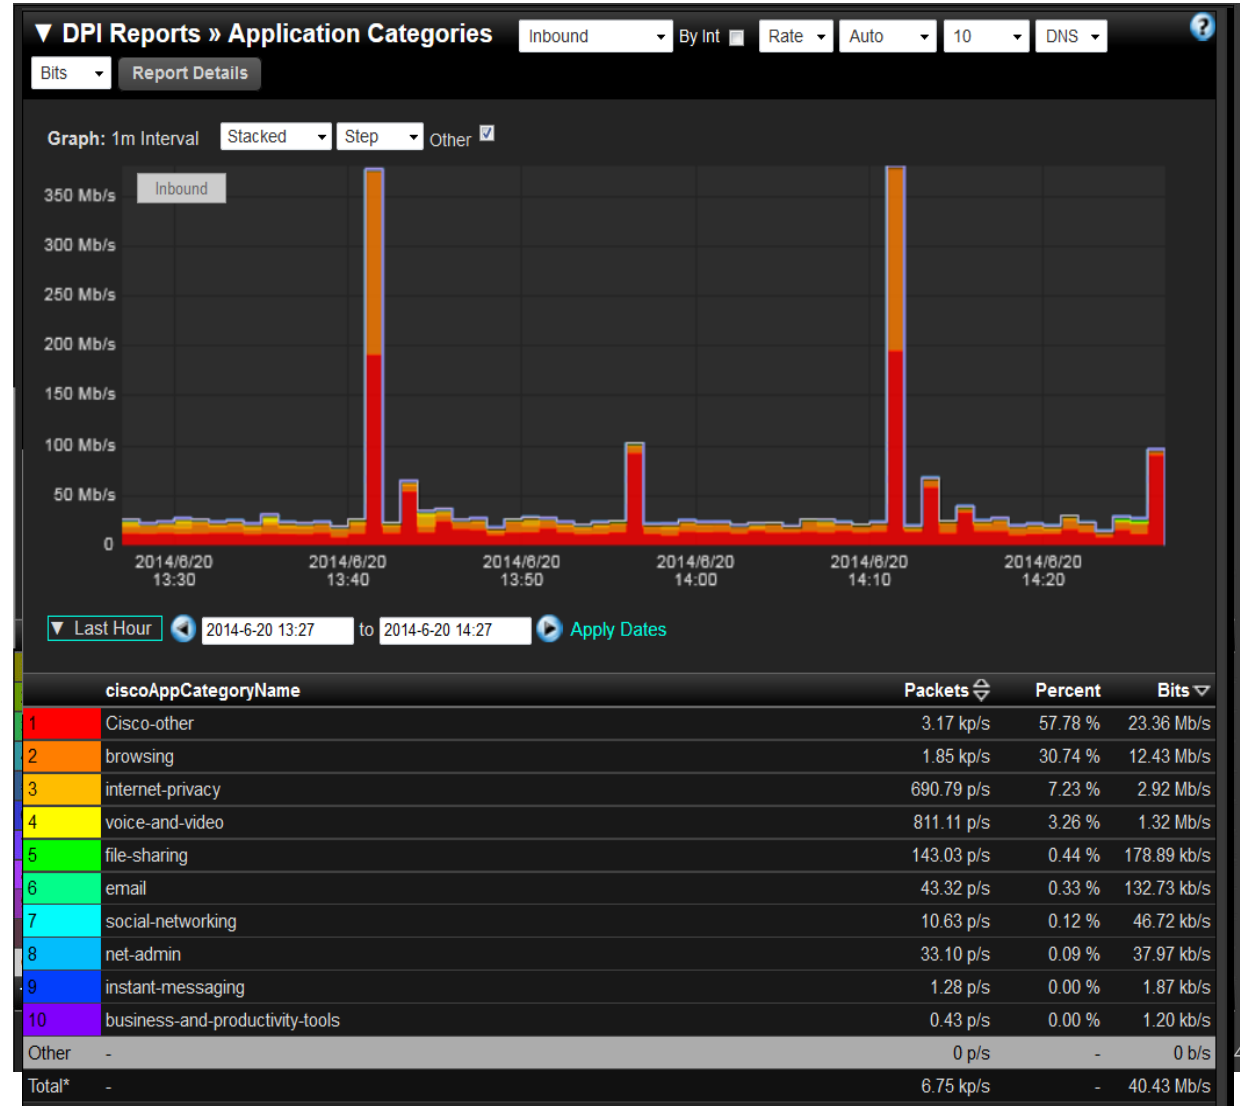 ▼ DPI Reports » Application Categories Inbound By Int Rate Auto 10 DNS
Bits Report Details
Graph: 1m Interval Stacked Step Other
Inbound
350 Mb/s
300 Mb/s
250 Mb/s
200 Mb/s
150 Mb/s
100 Mb/s
50 Mb/s
0
2014/6/20 2014/6/20 2014/6/20 2014/6/20 2014/6/20 2014/6/20
13:30 13:40 13:50 14:00 14:10 14:20
▼ Last Hour 2014-6-20 13:27 to 2014-6-20 14:27 Apply Dates
ciscoAppCategoryName Packets Percent Bits
1 Cisco-other 3.17 kp/s 57.78 % 23.36 Mb/s
2 browsing 1.85 kp/s 30.74 % 12.43 Mb/s
3 internet-privacy 690.79 p/s 7.23 % 2.92 Mb/s
4 voice-and-video 811.11 p/s 3.26 % 1.32 Mb/s
5 file-sharing 143.03 p/s 0.44 % 178.89 kb/s
6 email 43.32 p/s 0.33 % 132.73 kb/s
7 social-networking 10.63 p/s 0.12 % 46.72 kb/s
8 net-admin 33.10 p/s 0.09 % 37.97 kb/s
9 instant-messaging 1.28 p/s 0.00 % 1.87 kb/s
10 business-and-productivity-tools 0.43 p/s 0.00 % 1.20 kb/s
Other - 0 p/s - 0 b/s
Total* - 6.75 kp/s - 40.43 Mb/s